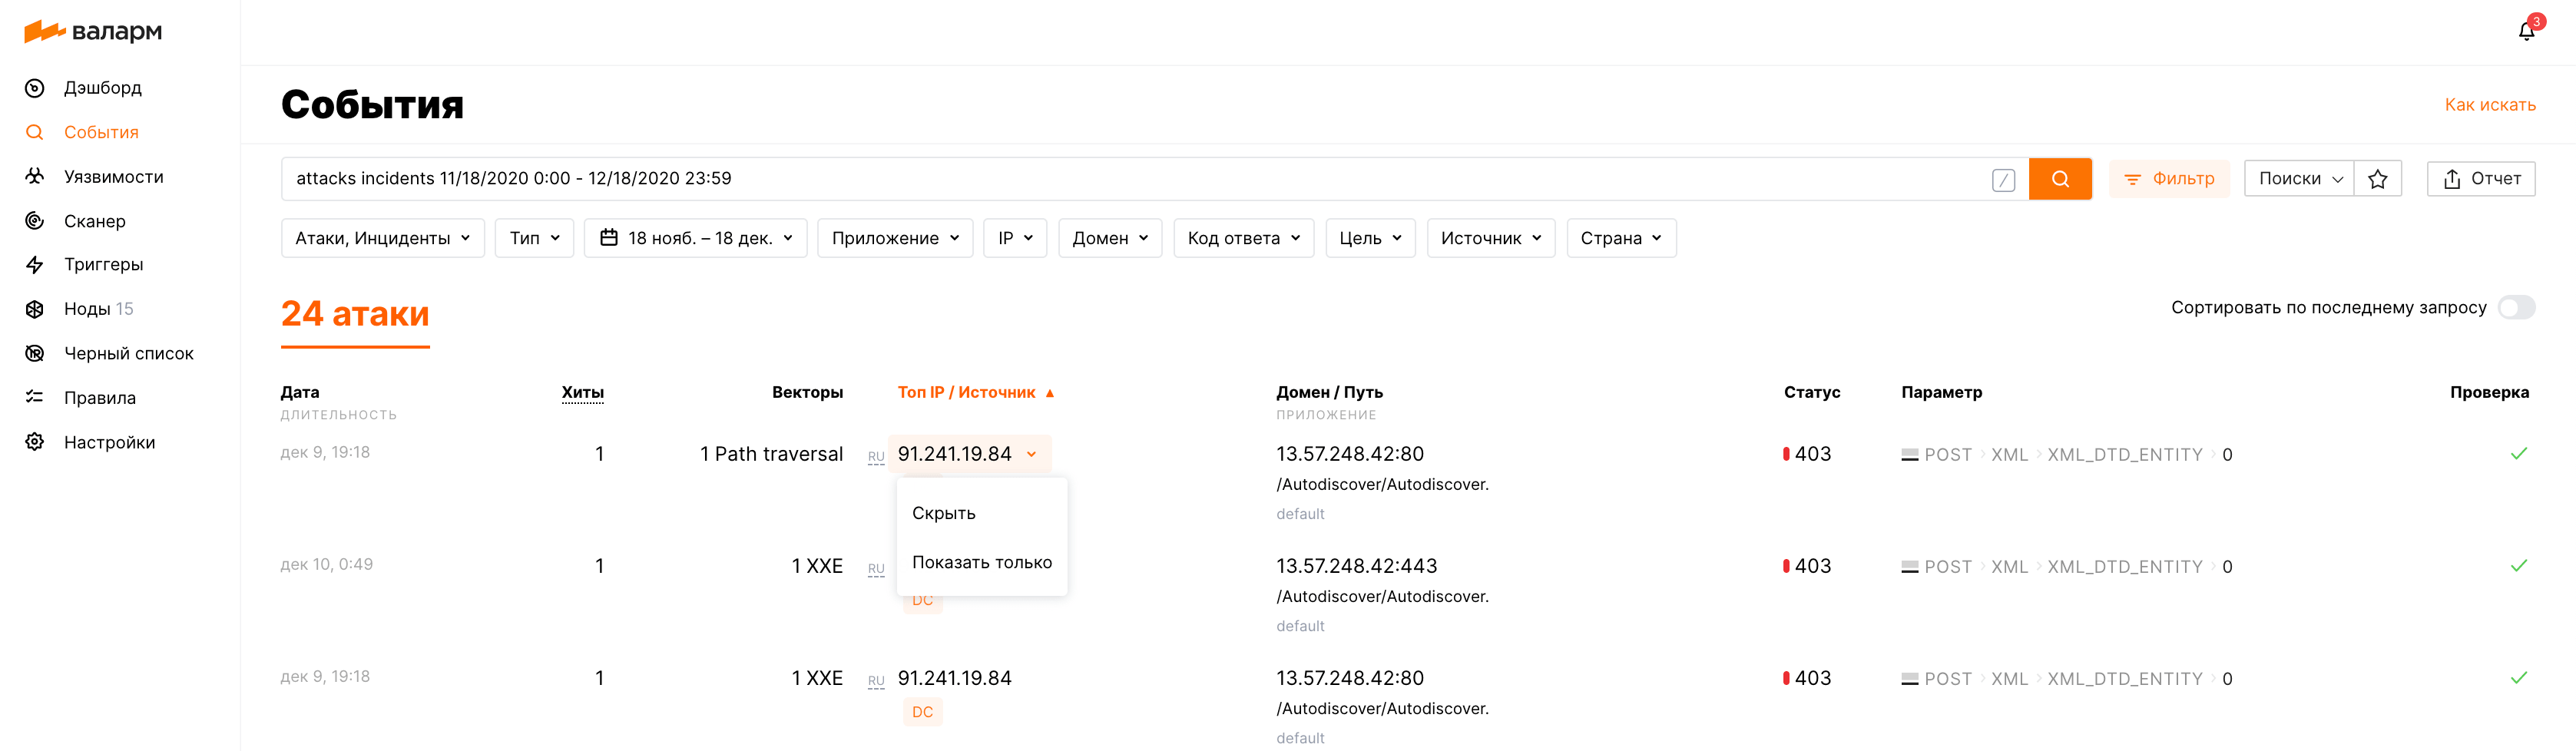 валарм
3
Дэшборд
События
Уязвимости
Сканер
Триггеры
Ноды 15
Черный список
Правила
Настройки
События
Как искать
attacks incidents 11/18/2020 0:00 - 12/18/2020 23:59 /
Фильтр
Поиски
Отчет
Атаки, Инциденты
Тип
18 нояб. – 18 дек.
Приложение
IP
Домен
Код ответа
Цель
Источник
Страна
24 атаки
Сортировать по последнему запросу
Дата Хиты Векторы Топ IP / Источник ▲ Домен / Путь Статус Параметр Проверка
ДЛИТЕЛЬНОСТЬ ПРИЛОЖЕНИЕ
дек 9, 19:18 1 1 Path traversal RU 91.241.19.84 13.57.248.42:80 403 POST XML XML_DTD_ENTITY 0
/Autodiscover/Autodiscover.
Скрыть default
Показать только
дек 10, 0:49 1 1 XXE RU 13.57.248.42:443 403 POST XML XML_DTD_ENTITY 0
DC /Autodiscover/Autodiscover.
default
дек 9, 19:18 1 1 XXE RU 91.241.19.84 13.57.248.42:80 403 POST XML XML_DTD_ENTITY 0
DC /Autodiscover/Autodiscover.
default